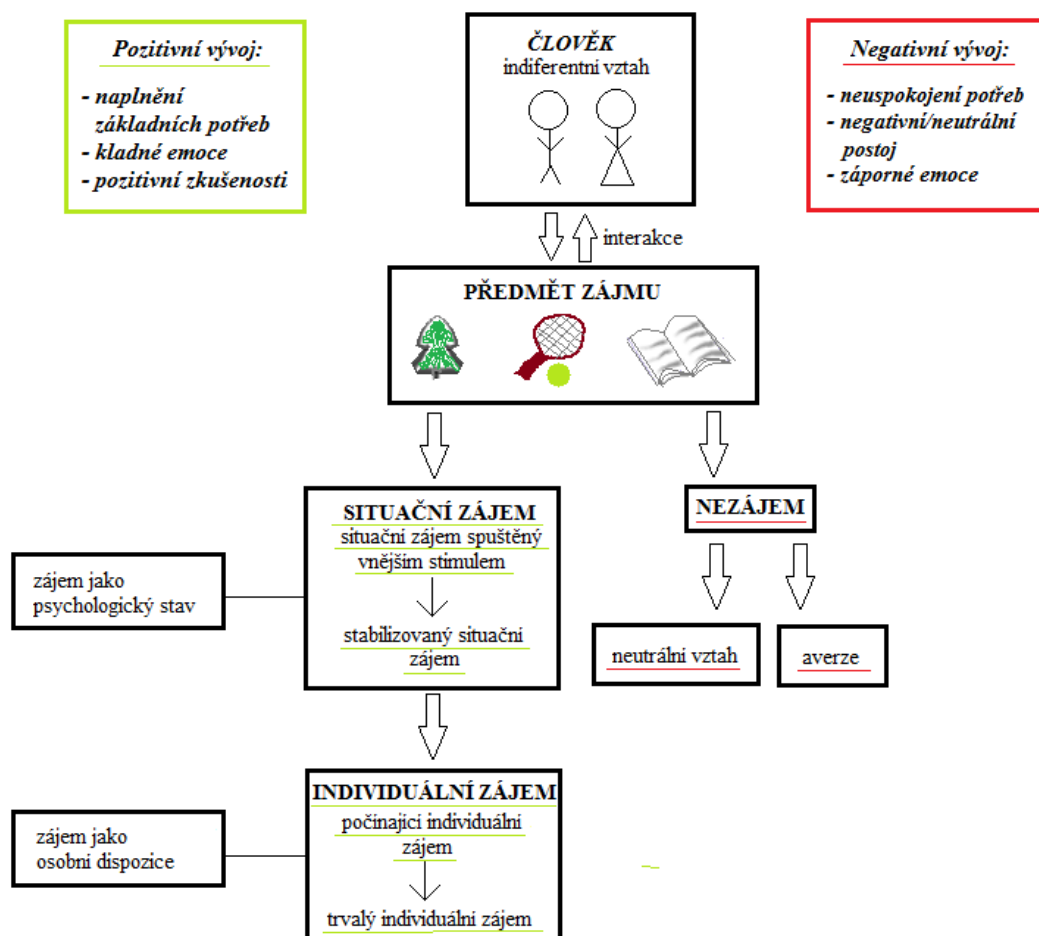 Pozitivní vývoj:
- naplnění
základních potřeb
- kladné emoce
- pozitivní zkušenosti
ČLOVĚK
indiferentní vztah
Negativní vývoj:
- neuspokojení potřeb
- negativní/neutrální
postoj
- záporné emoce
interakce
PŘEDMĚT ZÁJMU
SITUAČNÍ ZÁJEM
situační zájem spuštěný
vnějším stimulem
stabilizovaný situační
zájem
NEZÁJEM
neutrální vztah
averze
zájem jako
psychologický stav
INDIVIDUÁLNÍ ZÁJEM
počínající individuální
zájem
trvalý individuální zájem
zájem jako
osobní dispozice